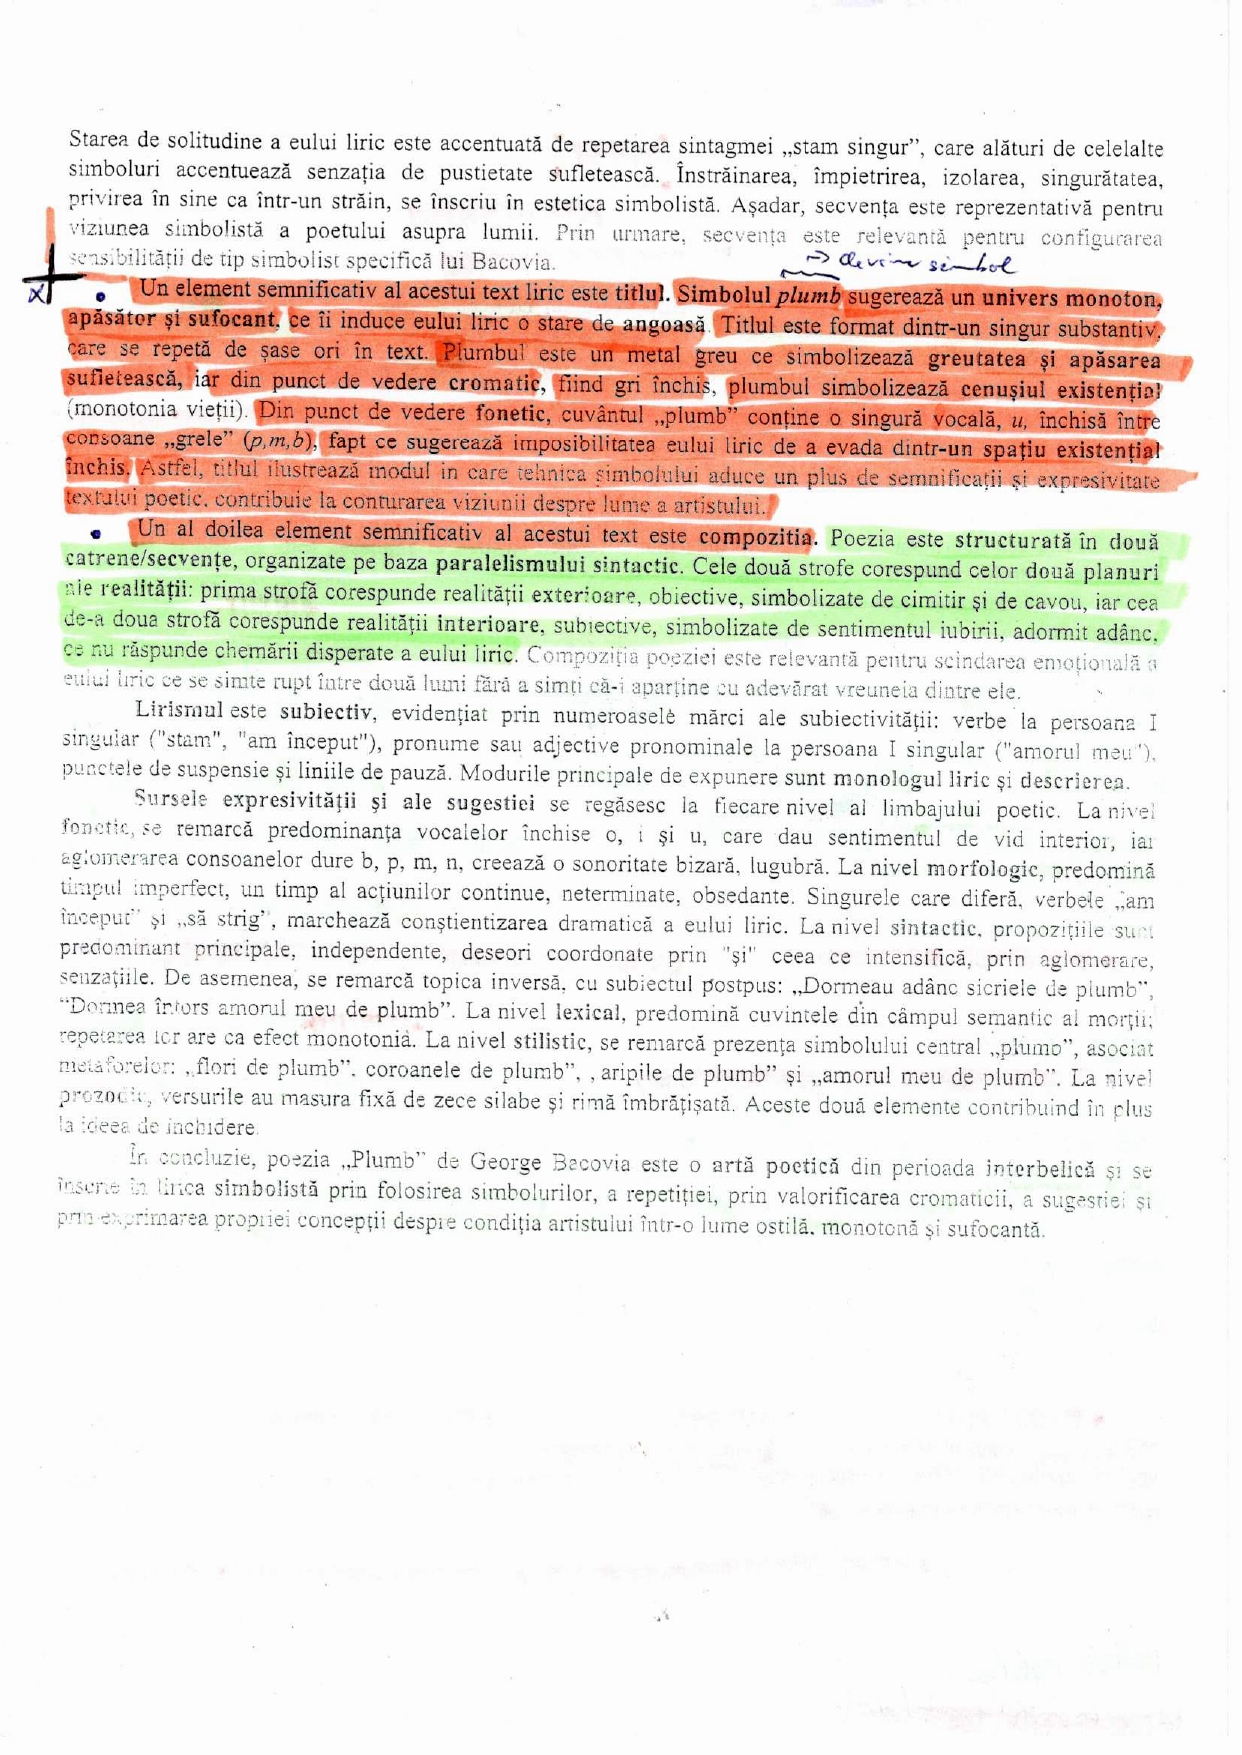 Starea de solitudine a eului liric este accentuată de repetarea sintagmei „stam singur”, care alături de celelalte
simboluri accentuează senzația de pustietate sufletească. Înstrăinarea, împietrirea, izolarea, singurătatea,
privirea în sine ca într-un străin, se înscriu în estetica simbolistă. Așadar, secvența este reprezentativă pentru
viziunea simbolistă a poetului asupra lumii. Prin urmare, secvența este relevantă pentru configurarea
sensibilității de tip simbolist specifică lui Bacovia.
→ devine simbol
x • Un element semnificativ al acestui text liric este titlul. Simbolul plumb sugerează un univers monoton,
apăsător și sufocant, ce îi induce eului liric o stare de angoasă. Titlul este format dintr-un singur substantiv,
care se repetă de șase ori în text. Plumbul este un metal greu ce simbolizează greutatea și apăsarea
sufletească, iar din punct de vedere cromatic, fiind gri închis, plumbul simbolizează cenușiul existențial
(monotonia vieții). Din punct de vedere fonetic, cuvântul „plumb” conține o singură vocală, u, închisă între
consoane „grele” (p,m,b), fapt ce sugerează imposibilitatea eului liric de a evada dintr-un spațiu existențial
închis. Astfel, titlul ilustrează modul in care tehnica simbolului aduce un plus de semnificații și expresivitate
textului poetic, contribuie la conturarea viziunii despre lume a artistului.
• Un al doilea element semnificativ al acestui text este compozitia. Poezia este structurată în două
catrene/secvențe, organizate pe baza paralelismului sintactic. Cele două strofe corespund celor două planuri
ale realității: prima strofă corespunde realității exterioare, obiective, simbolizate de cimitir și de cavou, iar cea
de-a doua strofă corespunde realității interioare, subiective, simbolizate de sentimentul iubirii, adormit adânc,
ce nu răspunde chemării disperate a eului liric. Compoziția poeziei este relevantă pentru scindarea emoțională a
eului liric ce se simte rupt între două lumi fără a simți că-i aparține cu adevărat vreuneia dintre ele.
Lirismul este subiectiv, evidențiat prin numeroasele mărci ale subiectivității: verbe la persoana I
singular ("stam", "am început"), pronume sau adjective pronominale la persoana I singular ("amorul meu"),
punctele de suspensie și liniile de pauză. Modurile principale de expunere sunt monologul liric și descrierea.
Sursele expresivității și ale sugestiei se regăsesc la fiecare nivel al limbajului poetic. La nivel
fonetic, se remarcă predominanța vocalelor închise o, i și u, care dau sentimentul de vid interior, iar
aglomerarea consoanelor dure b, p, m, n, creează o sonoritate bizară, lugubră. La nivel morfologic, predomină
timpul imperfect, un timp al acțiunilor continue, neterminate, obsedante. Singurele care diferă, verbele „am
început” și „să strig”, marchează conștientizarea dramatică a eului liric. La nivel sintactic, propozițiile sunt
predominant principale, independente, deseori coordonate prin "și" ceea ce intensifică, prin aglomerare,
senzațiile. De asemenea, se remarcă topica inversă, cu subiectul postpus: „Dormeau adânc sicriele de plumb”,
“Dormea întors amorul meu de plumb”. La nivel lexical, predomină cuvintele din câmpul semantic al morții;
repetarea lor are ca efect monotonia. La nivel stilistic, se remarcă prezența simbolului central „plumb”, asociat
metaforelor: „flori de plumb”, coroanele de plumb”, „aripile de plumb” și „amorul meu de plumb”. La nivel
prozodic, versurile au masura fixă de zece silabe și rimă îmbrățișată. Aceste două elemente contribuind în plus
la ideea de închidere.
În concluzie, poezia „Plumb” de George Bacovia este o artă poetică din perioada interbelică și se
înscrie în lirica simbolistă prin folosirea simbolurilor, a repetiției, prin valorificarea cromaticii, a sugestiei și
prin exprimarea propriei concepții despre condiția artistului într-o lume ostilă, monotonă și sufocantă.